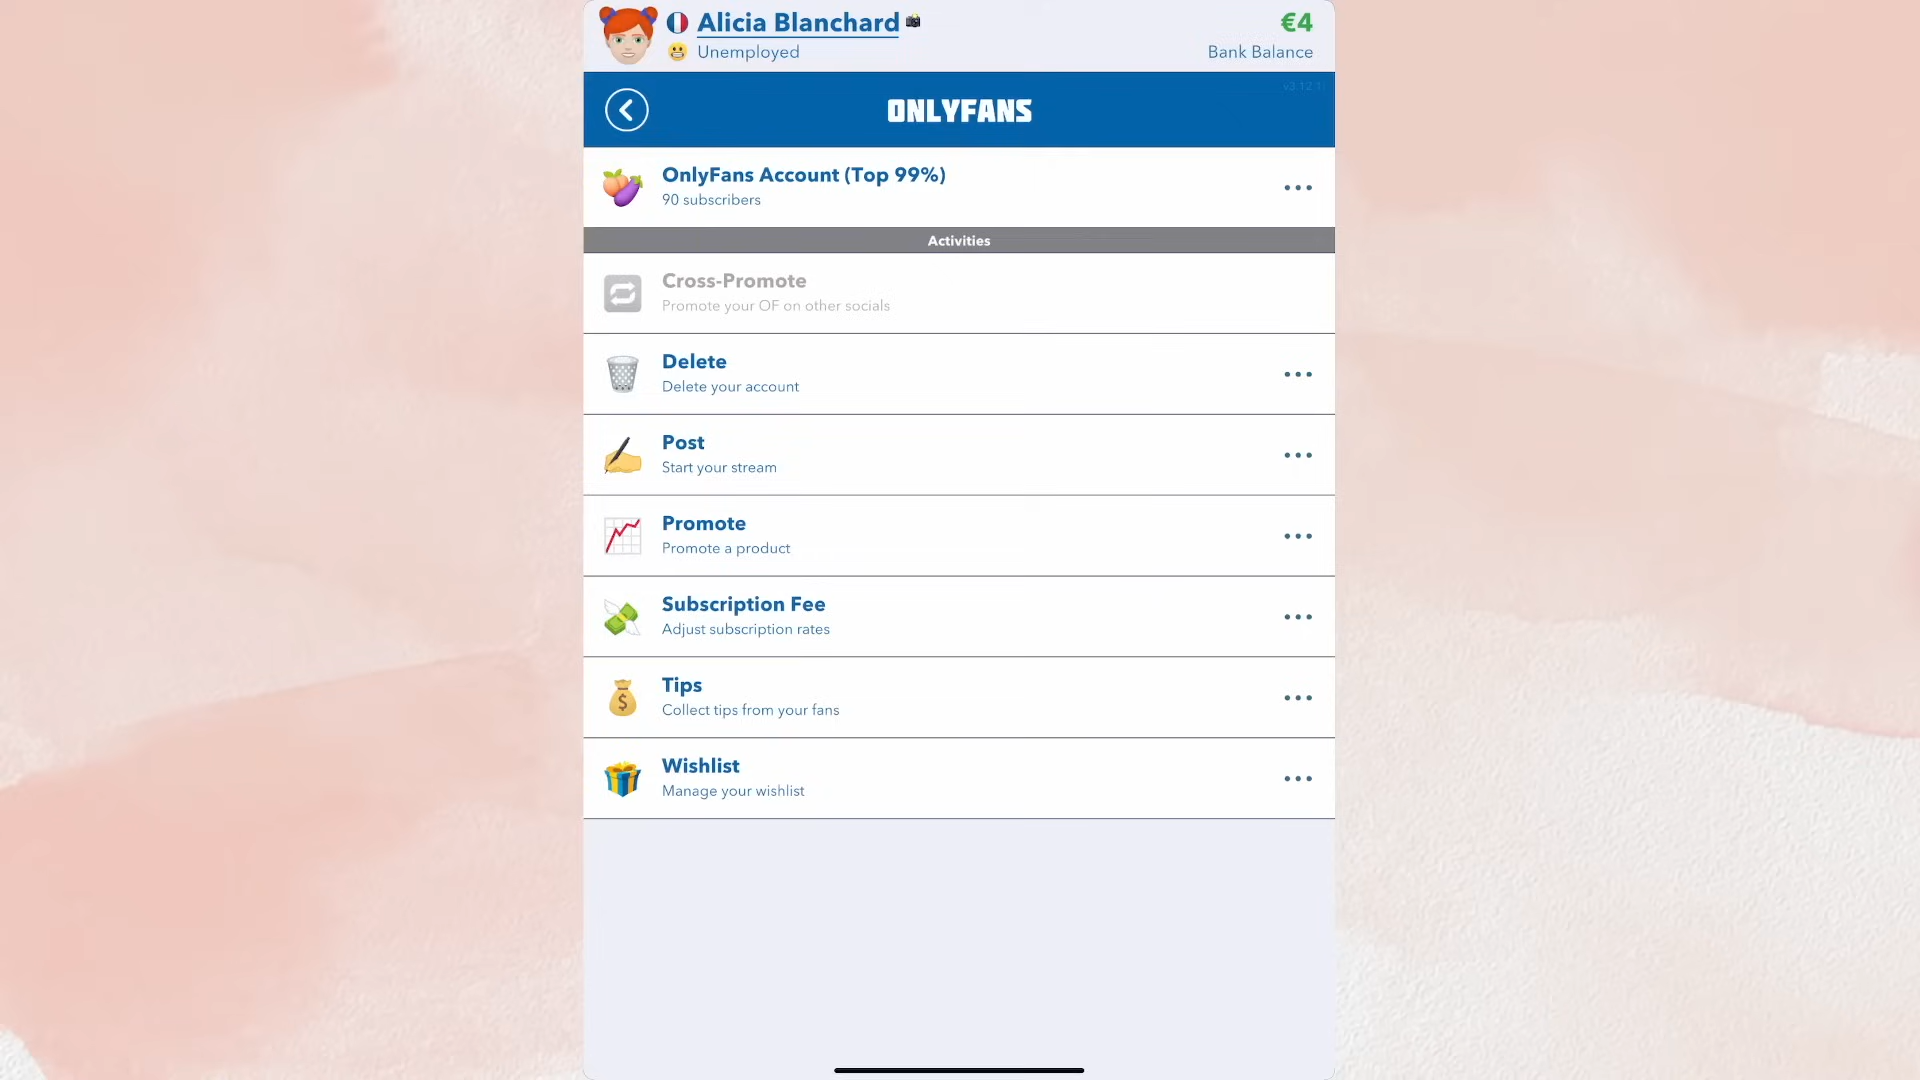 Alicia Blanchard
Unemployed
€4
Bank Balance
ONLYFANS
OnlyFans Account (Top 99%)
90 subscribers
Activities
Cross-Promote
Promote your OF on other socials
Delete
Delete your account
Post
Start your stream
Promote
Promote a product
Subscription Fee
Adjust subscription rates
Tips
Collect tips from your fans
Wishlist
Manage your wishlist